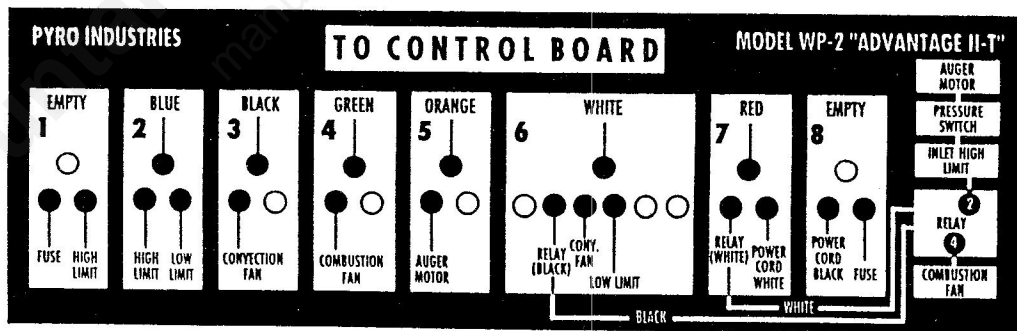 PYRO INDUSTRIES
TO CONTROL BOARD
MODEL WP-2 "ADVANTAGE II-T"
EMPTY
1
FUSE
HIGH
LIMIT
BLUE
2
HIGH
LIMIT
LOW
LIMIT
BLACK
3
CONVECTION
FAN
GREEN
4
COMBUSTION
FAN
ORANGE
5
AUGER
MOTOR
WHITE
6
RELAY
(BLACK)
CONV.
FAN
LOW LIMIT
RED
7
RELAY
(WHITE)
POWER
CORD
WHITE
EMPTY
8
POWER
CORD
BLACK
FUSE
AUGER
MOTOR
PRESSURE
SWITCH
INLET HIGH
LIMIT
2
RELAY
4
COMBUSTION
FAN
WHITE
BLACK